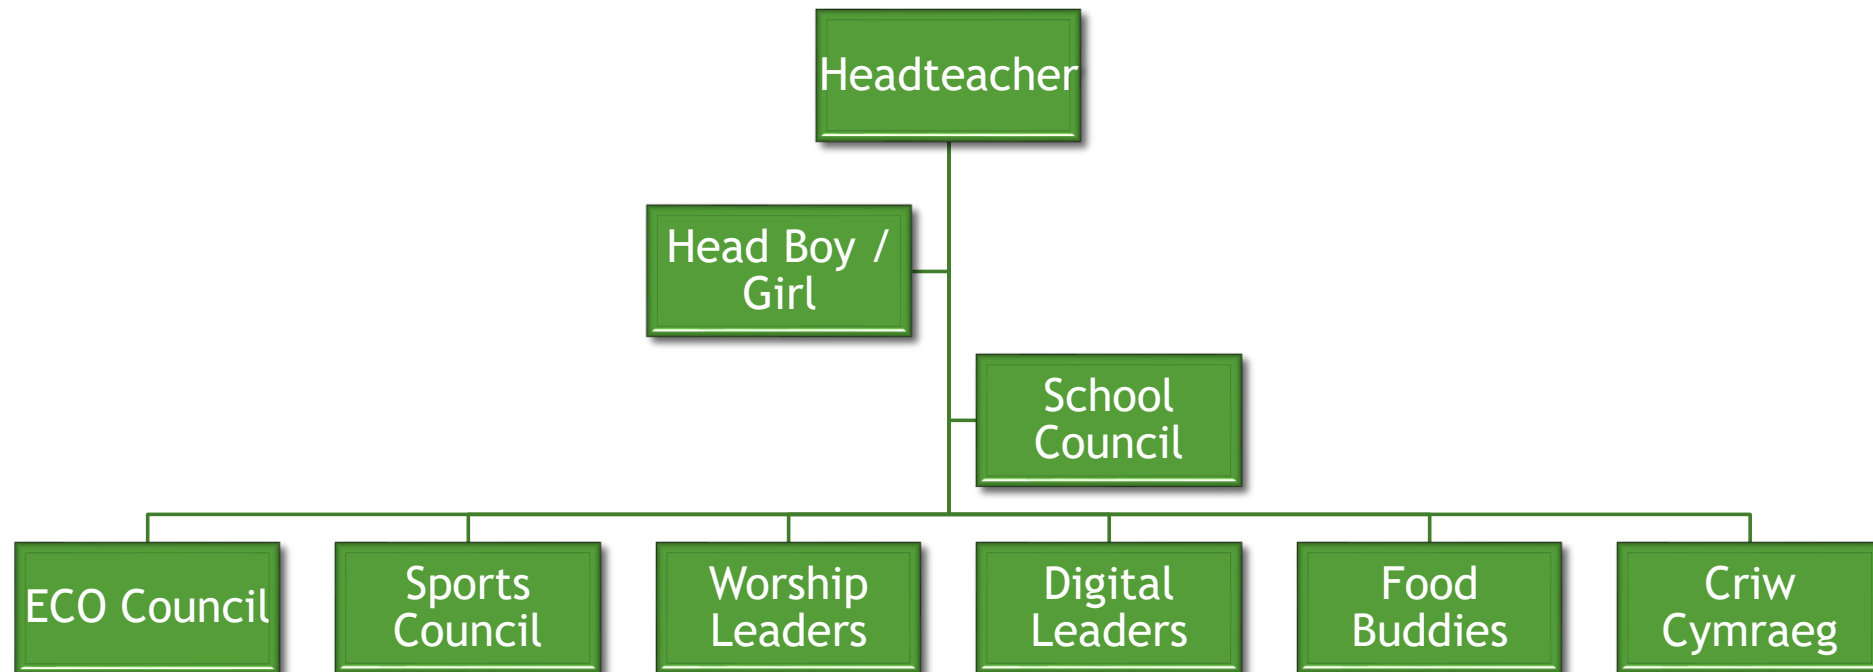 Headteacher
Head Boy /
Girl
School
Council
ECO Council
Sports
Council
Worship
Leaders
Digital
Leaders
Food
Buddies
Criw
Cymraeg